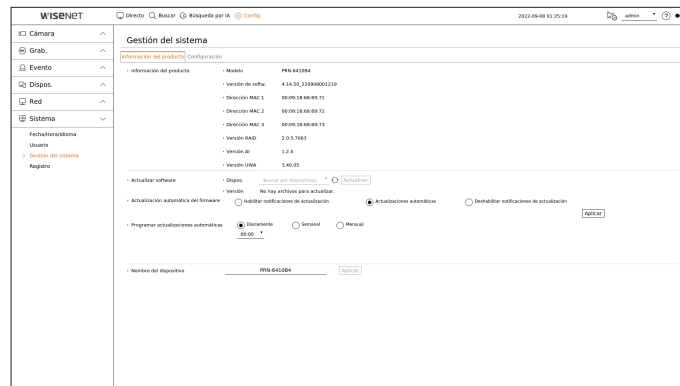 WISENET
Directo Buscar Búsqueda por IA Config. 2022-09-08 01:25:19 admin
Cámara
Grab.
Evento
Dispos.
Red
Sistema
Fecha/Hora/Idioma
Usuario
> Gestión del sistema
Registro
Gestión del sistema
Información del producto Configuración
Información del producto
Modelo PRN-6410B4
Versión de softw. 4.14.50_220908001219
Dirección MAC 1 00:09:18:68:69:71
Dirección MAC 2 00:09:18:68:69:72
Dirección MAC 3 00:09:18:68:69:73
Versión RAID 2.0.5.7063
Versión AI 1.2.5
Versión UWA 3.40.05
Actualizar software
Dispos. Buscar por dispositivos Actualizar
Versión No hay archivos para actualizar.
Actualización automática del firmware Habilitar notificaciones de actualización Actualizaciones automáticas Deshabilitar notificaciones de actualización
Aplicar
Programar actualizaciones automáticas Diariamente Semanal Mensual
00:00
Nombre del dispositivo PRN-6410B4 Aplicar